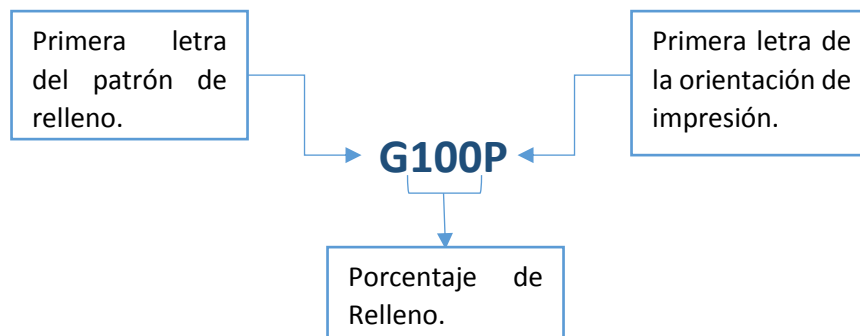 Primera letra
del patrón de
relleno.
Primera letra de
la orientación de
impresión.
G100P
Porcentaje de
Relleno.